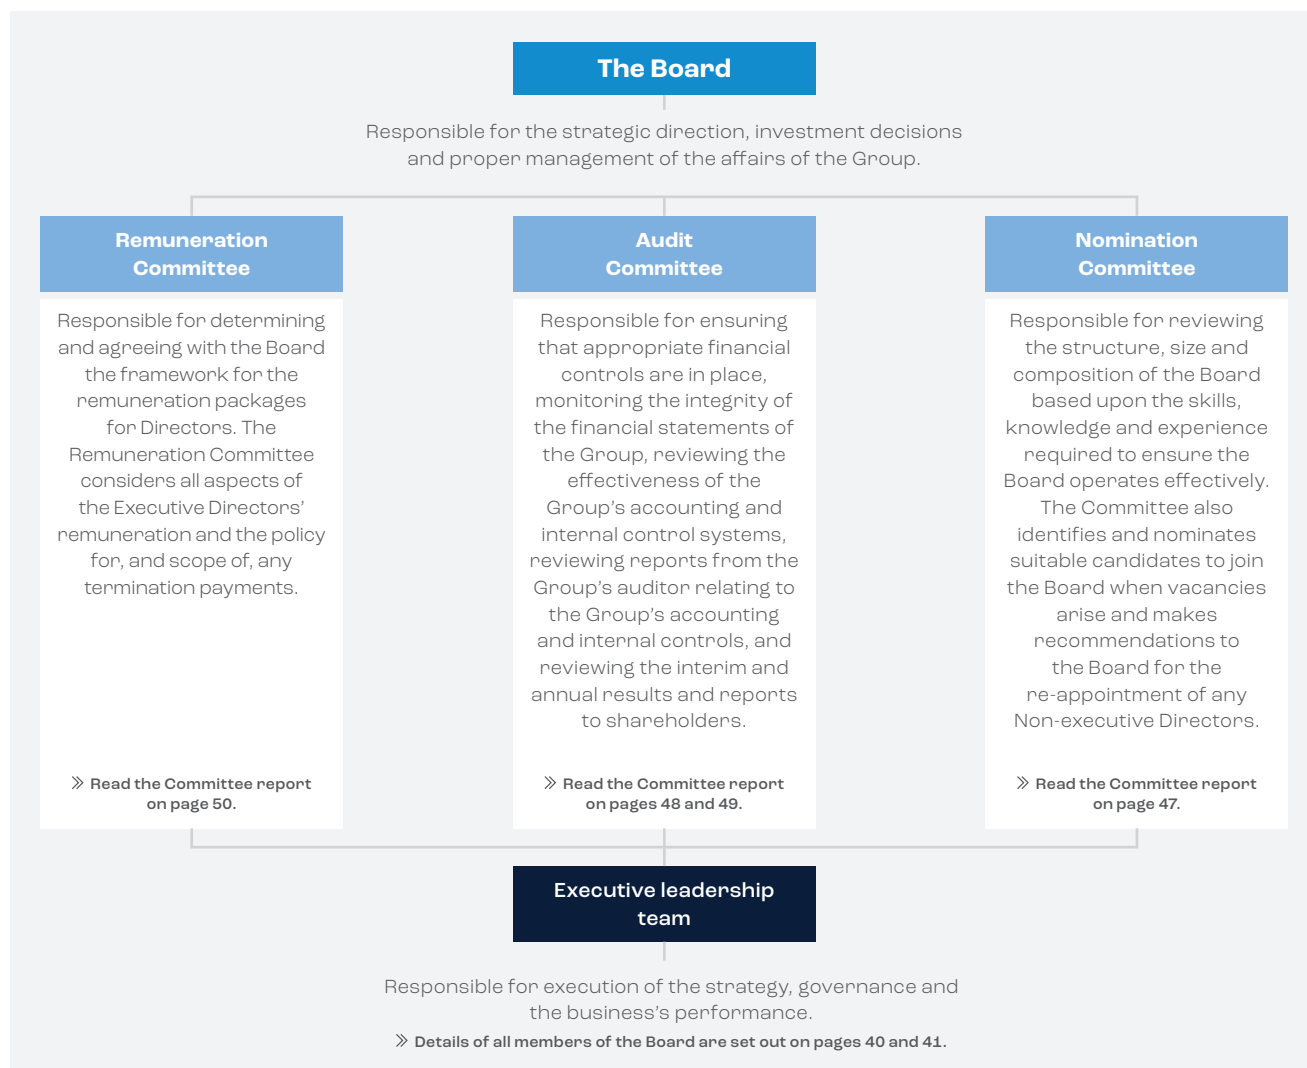 The Board
Responsible for the strategic direction, investment decisions
and proper management of the affairs of the Group.
Remuneration
Committee
Responsible for determining
and agreeing with the Board
the framework for the
remuneration packages
for Directors. The
Remuneration Committee
considers all aspects of
the Executive Directors’
remuneration and the policy
for, and scope of, any
termination payments.
Read the Committee report
on page 50.
Audit
Committee
Responsible for ensuring
that appropriate financial
controls are in place,
monitoring the integrity of
the financial statements of
the Group, reviewing the
effectiveness of the
Group’s accounting and
internal control systems,
reviewing reports from the
Group’s auditor relating to
the Group’s accounting
and internal controls, and
reviewing the interim and
annual results and reports
to shareholders.
Read the Committee report
on pages 48 and 49.
Nomination
Committee
Responsible for reviewing
the structure, size and
composition of the Board
based upon the skills,
knowledge and experience
required to ensure the
Board operates effectively.
The Committee also
identifies and nominates
suitable candidates to join
the Board when vacancies
arise and makes
recommendations to
the Board for the
re-appointment of any
Non-executive Directors.
Read the Committee report
on page 47.
Executive leadership
team
Responsible for execution of the strategy, governance and
the business’s performance.
Details of all members of the Board are set out on pages 40 and 41.